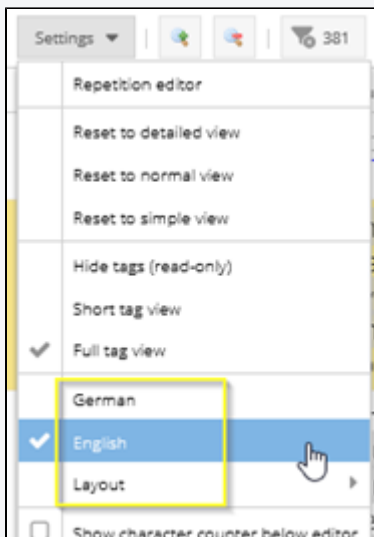 Settings
381
Repetition editor
Reset to detailed view
Reset to normal view
Reset to simple view
Hide tags (read-only)
Short tag view
Full tag view
German
English
Layout
Show character counter below editor